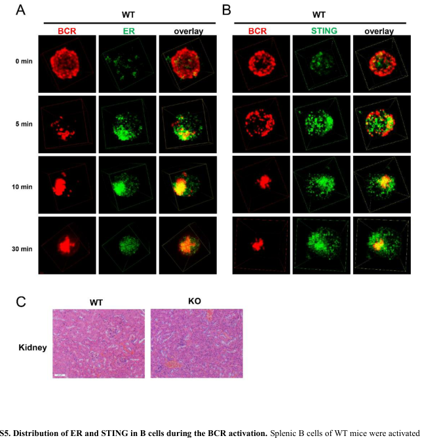 A
WT
BCR ER overlay
B
WT
BCR STING overlay
0 min
5 min
10 min
30 min
C
WT KO
Kidney
S5. Distribution of ER and STING in B cells during the BCR activation. Splenic B cells of WT mice were activated